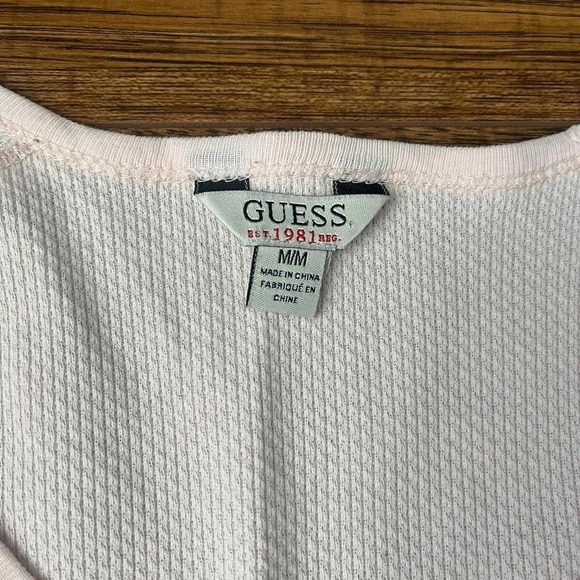 GUESS
EST. 1981 REG.
M/M
MADE IN CHINA
FABRIQUÉ EN
CHINE